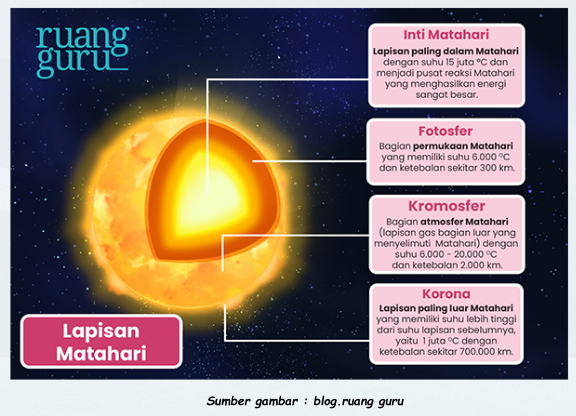 ruang
guru
Inti Matahari
Lapisan paling dalam Matahari
dengan suhu 15 juta °C dan
menjadi pusat reaksi Matahari
yang menghasilkan energi
sangat besar.
Fotosfer
Bagian permukaan Matahari
yang memiliki suhu 6.000 °C
dan ketebalan sekitar 300 km.
Kromosfer
Bagian atmosfer Matahari
(lapisan gas bagian luar yang
menyelimuti Matahari) dengan
suhu 6.000 - 20.000 °C
dan ketebalan 2.000 km.
Korona
Lapisan paling luar Matahari
yang memiliki suhu lebih tinggi
dari suhu lapisan sebelumnya,
yaitu 1 juta °C dengan
ketebalan sekitar 700.000 km.
Lapisan
Matahari
Sumber gambar : blog.ruang guru